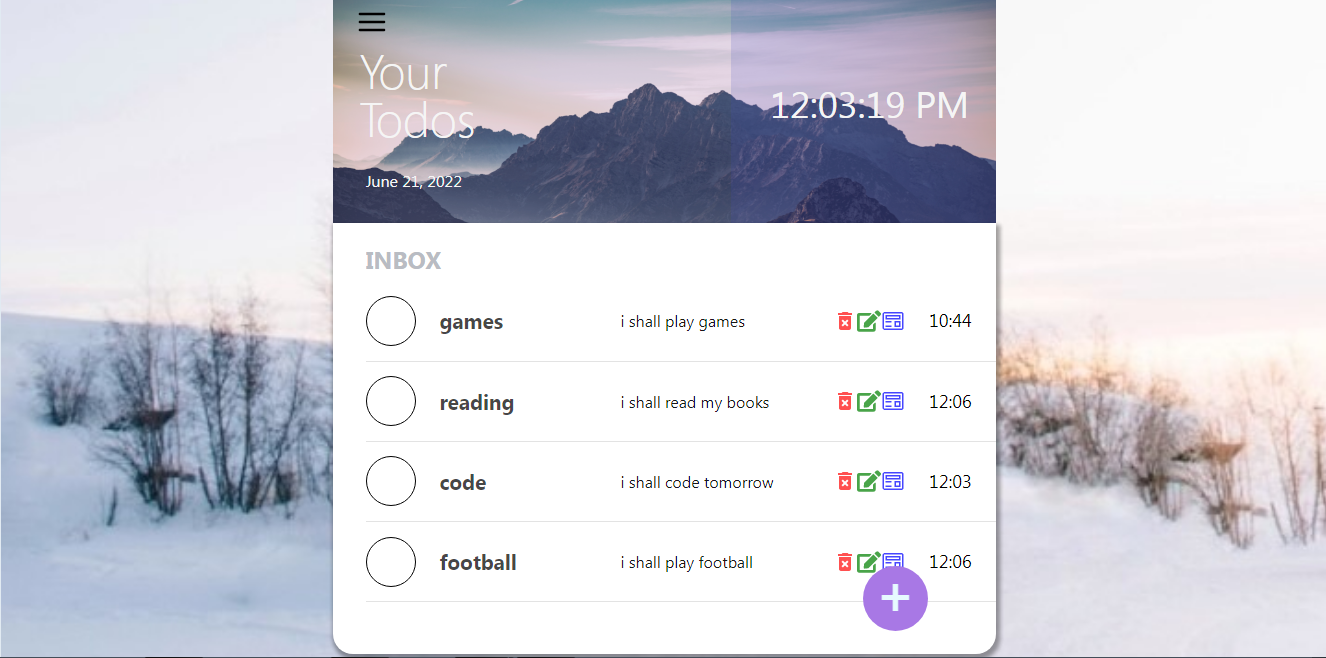 Your
Todos
12:03:19 PM
June 21, 2022
INBOX
games i shall play games 10:44
reading i shall read my books 12:06
code i shall code tomorrow 12:03
football i shall play football 12:06